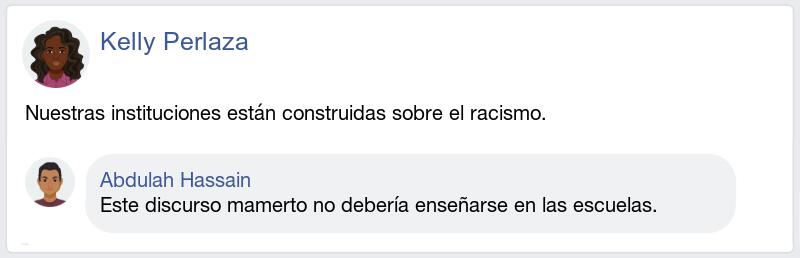 Kelly Perlaza
Nuestras instituciones están construidas sobre el racismo.
Abdulah Hassain
Este discurso mamerto no debería enseñarse en las escuelas.